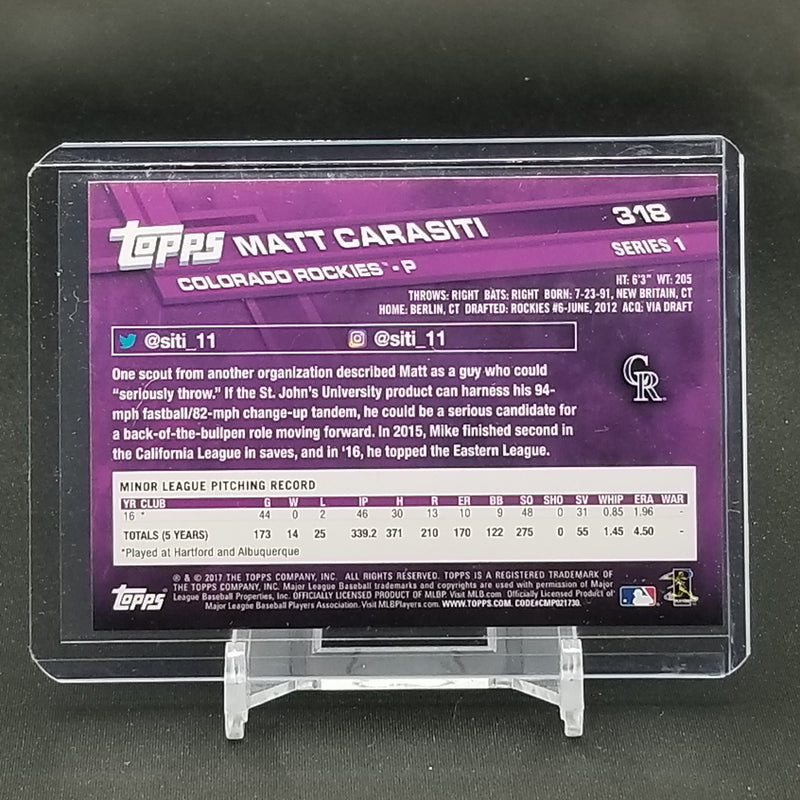 topps MATT CARASITI 318
COLORADO ROCKIES™ - P SERIES 1
HT: 6'3" WT: 205
THROWS: RIGHT BATS: RIGHT BORN: 7-23-91, NEW BRITAIN, CT
HOME: BERLIN, CT DRAFTED: ROCKIES #6-JUNE, 2012 ACQ: VIA DRAFT
@siti_11 @siti_11
One scout from another organization described Matt as a guy who could
“seriously throw.” If the St. John's University product can harness his 94-
mph fastball/82-mph change-up tandem, he could be a serious candidate for
a back-of-the-bullpen role moving forward. In 2015, Mike finished second in
the California League in saves, and in '16, he topped the Eastern League.
CR
MINOR LEAGUE PITCHING RECORD
YR CLUB G W L IP H R ER BB SO SHO SV WHIP ERA WAR
16 * 44 0 2 46 30 13 10 9 48 0 31 0.85 1.96 -
TOTALS (5 YEARS) 173 14 25 339.2 371 210 170 122 275 0 55 1.45 4.50 -
*Played at Hartford and Albuquerque
topps
® & © 2017 THE TOPPS COMPANY, INC. ALL RIGHTS RESERVED. TOPPS IS A REGISTERED TRADEMARK OF
THE TOPPS COMPANY, INC. Major League Baseball trademarks and copyrights are used with permission of Major
League Baseball Properties, Inc. OFFICIALLY LICENSED PRODUCT OF MLBP. Visit MLB.com. Officially Licensed Product of
Major League Baseball Players Association. Visit MLBPlayers.com. WWW.TOPPS.COM. CODE#CMP021730.